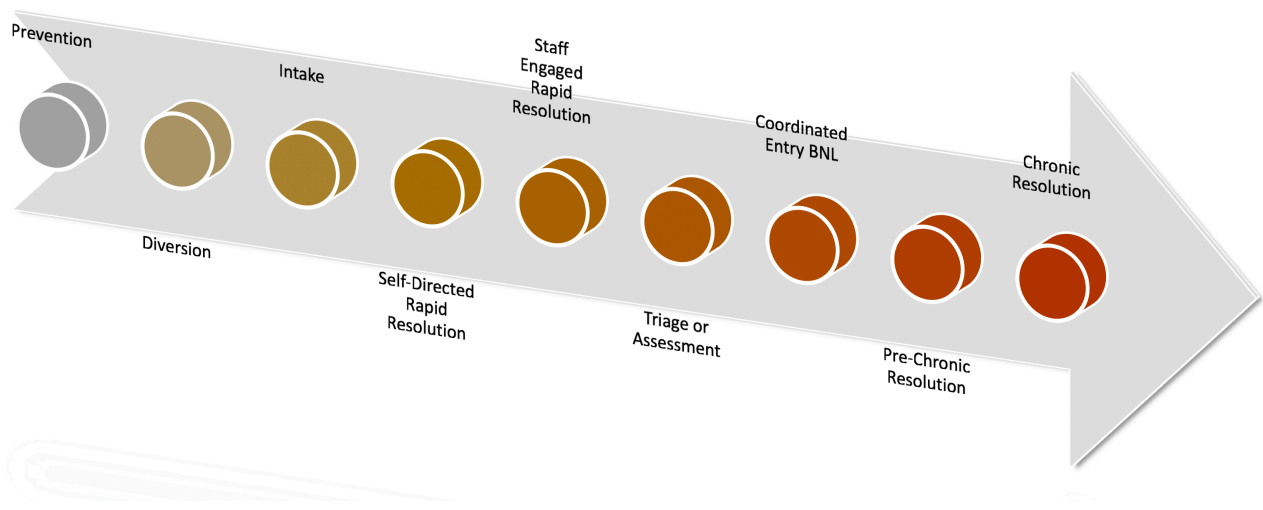 Prevention
Diversion
Intake
Self-Directed
Rapid
Resolution
Staff
Engaged
Rapid
Resolution
Triage or
Assessment
Coordinated
Entry BNL
Pre-Chronic
Resolution
Chronic
Resolution